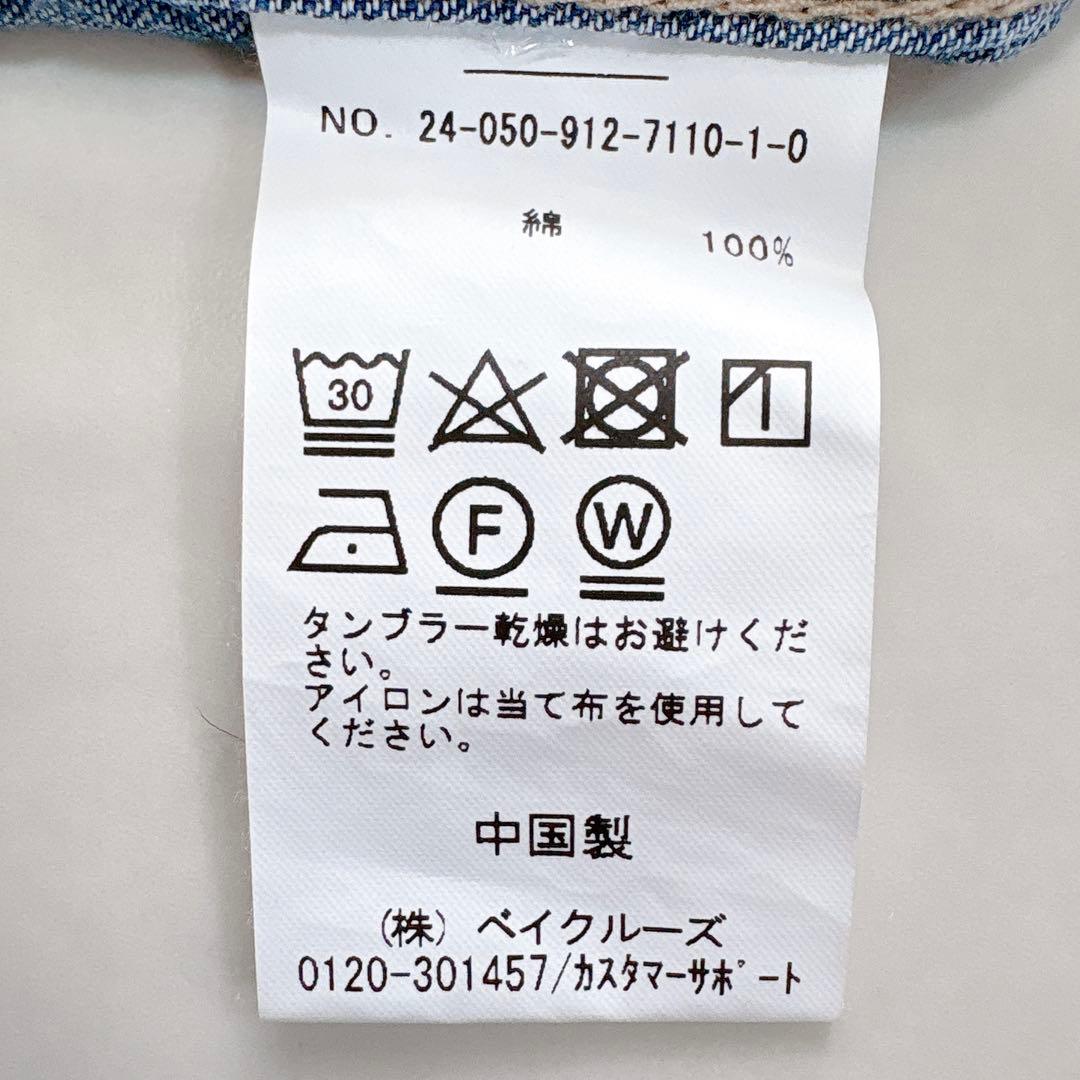 NO. 24-050-912-7110-1-0
綿 100%
30
F W
タンブラー乾燥はお避けくだ
さい。
アイロンは当て布を使用して
ください。
中国製
(株) ベイクルーズ
0120-301457/カスタマーサポート